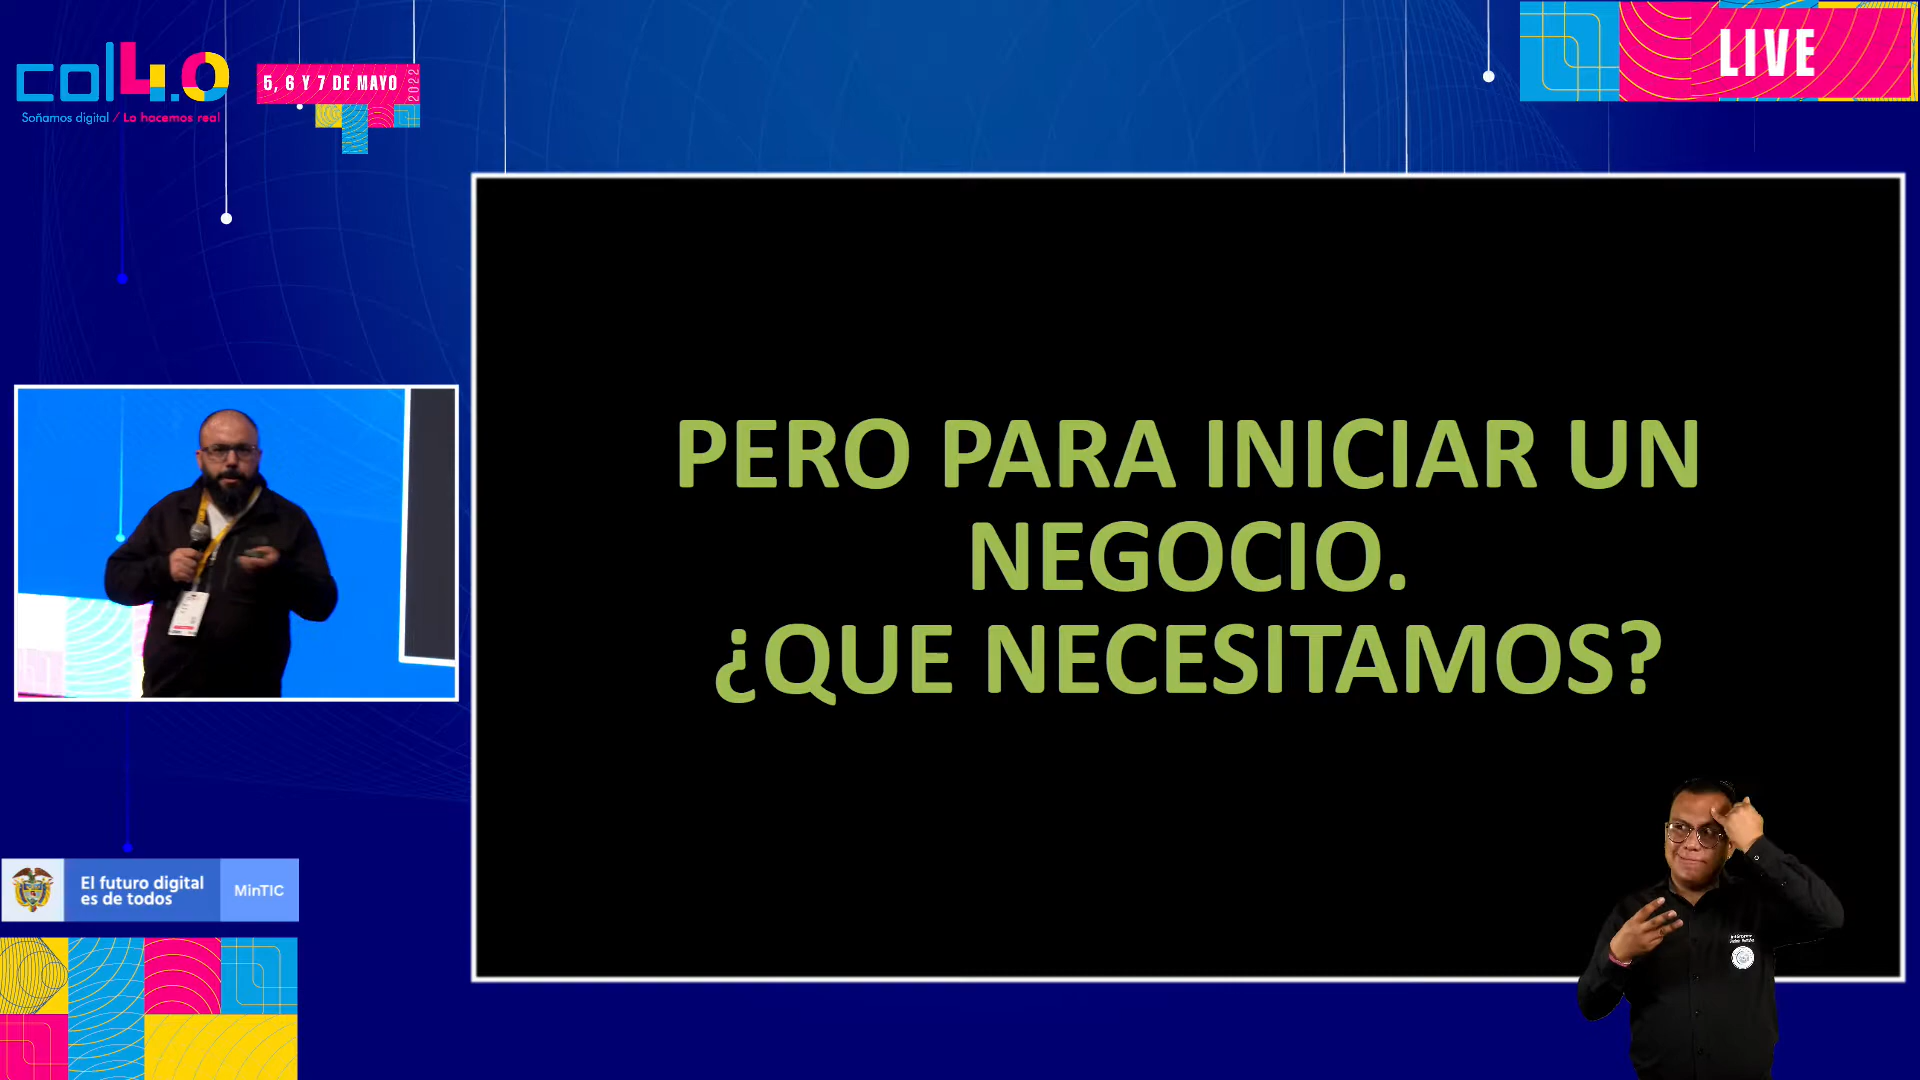 col4.0
Soñamos digital / Lo hacemos real
5, 6 Y 7 DE MAYO
2022
LIVE
PERO PARA INICIAR UN
NEGOCIO.
¿QUE NECESITAMOS?
El futuro digital
es de todos
MinTIC